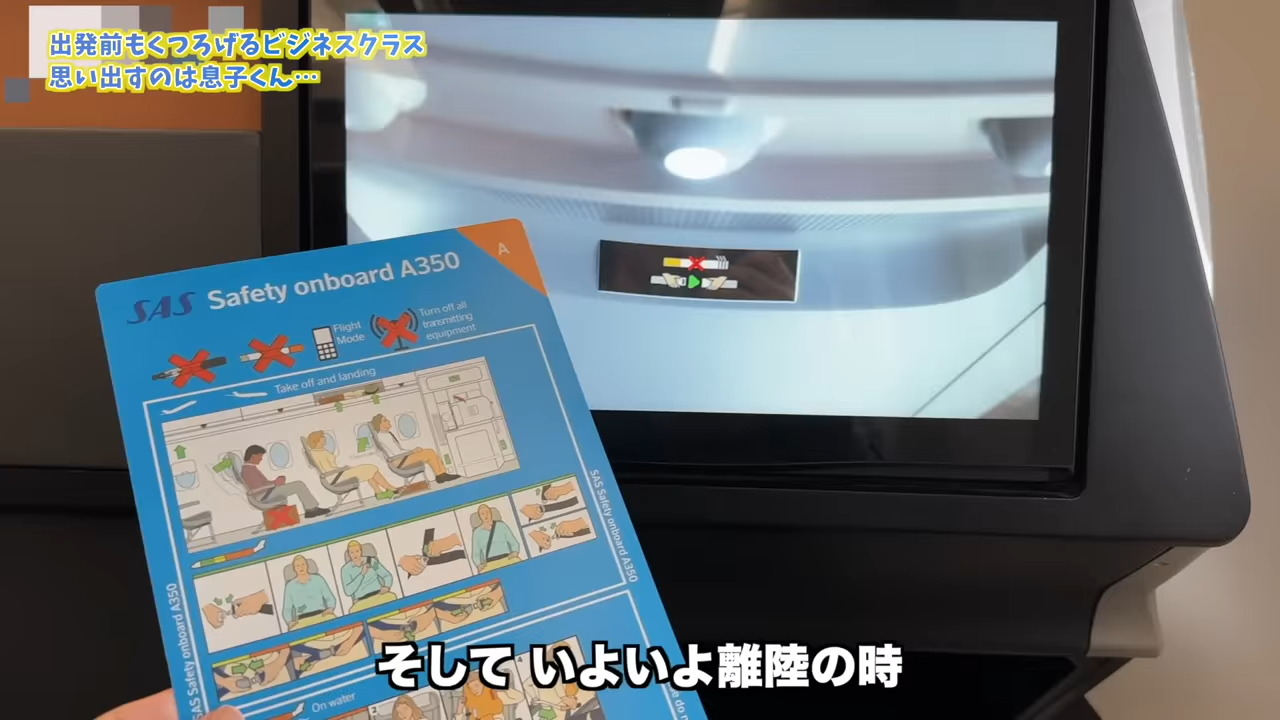 出発前もくつろげるビジネスクラス
思い出すのは息子くん…
A
SAS Safety onboard A350
Flight Mode
Turn off all transmitting equipment
Take off and landing
SAS Safety onboard A350
SAS Safety onboard A350
On water
そして いよいよ離陸の時